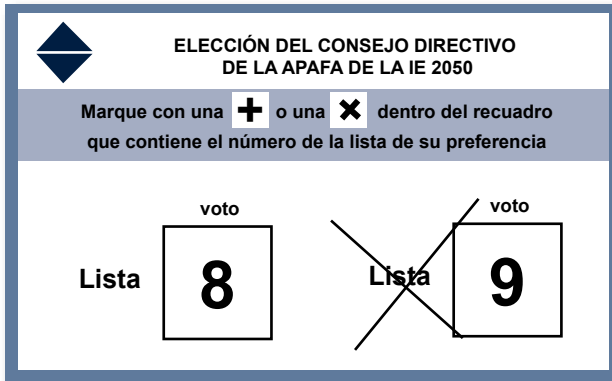 ELECCIÓN DEL CONSEJO DIRECTIVO
DE LA APAFA DE LA IE 2050
Marque con una + o una × dentro del recuadro
que contiene el número de la lista de su preferencia
voto
Lista 8
voto
Lista 9